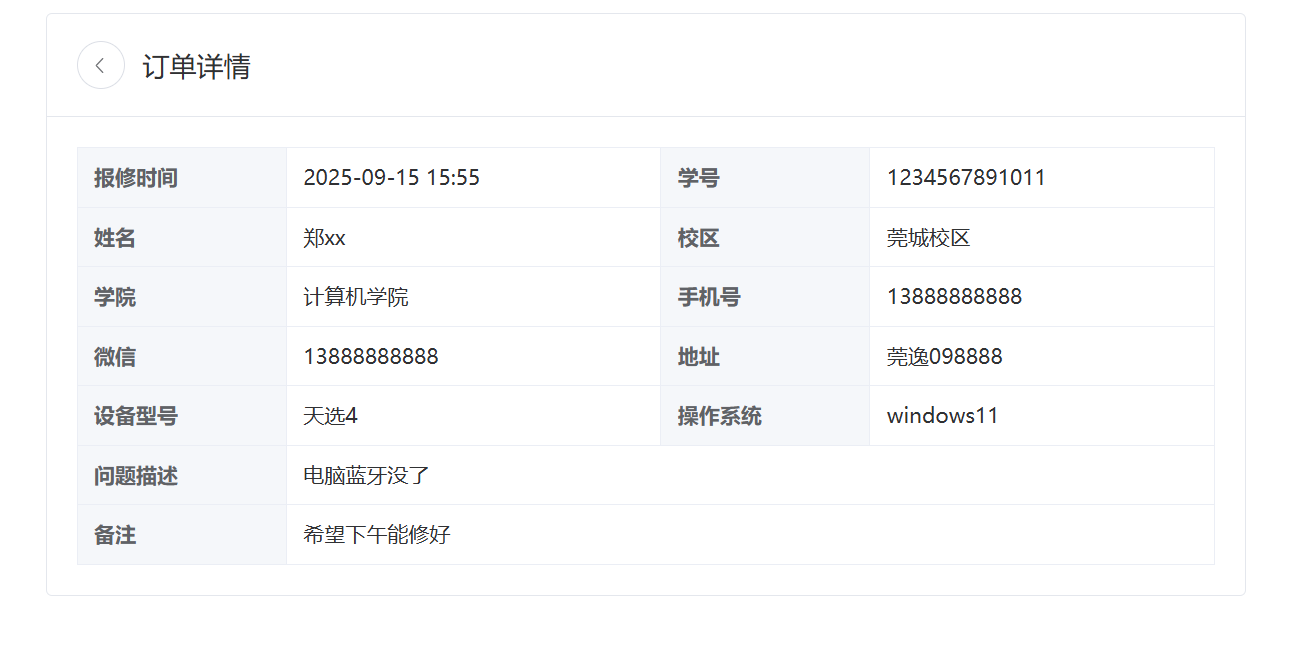 订单详情
报修时间 2025-09-15 15:55 学号 1234567891011
姓名 郑xx 校区 莞城校区
学院 计算机学院 手机号 13888888888
微信 13888888888 地址 莞逸098888
设备型号 天选4 操作系统 windows11
问题描述 电脑蓝牙没了
备注 希望下午能修好